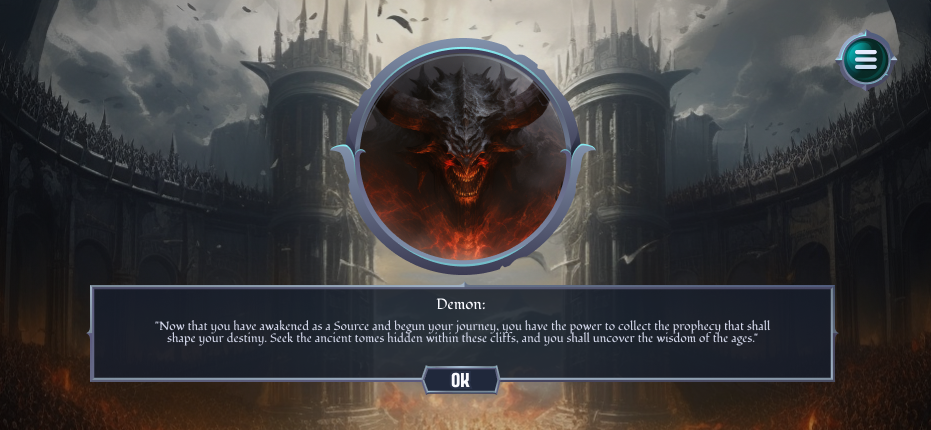 Demon:
"Now that you have awakened as a Source and begun your journey, you have the power to collect the prophecy that shall
shape your destiny. Seek the ancient tomes hidden within these cliffs, and you shall uncover the wisdom of the ages."
OK